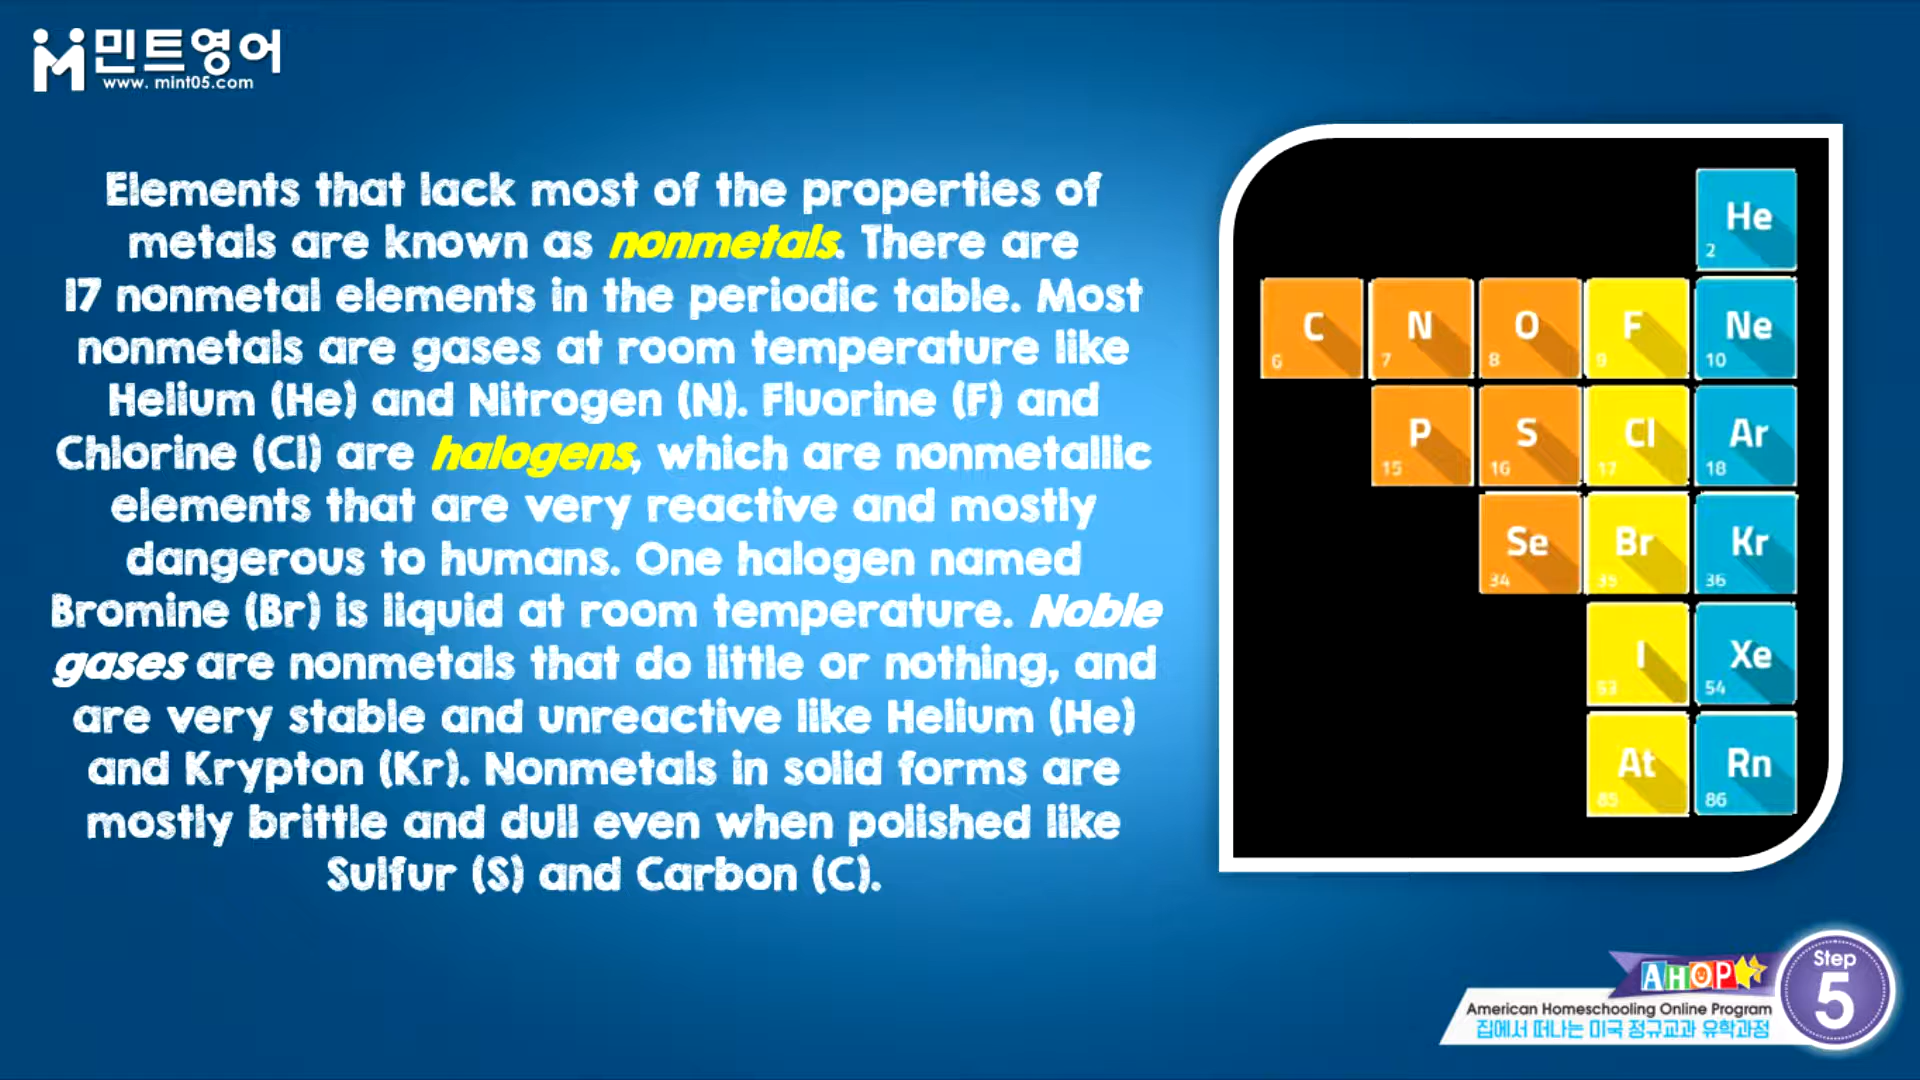 민트영어
www. mint05.com
Elements that lack most of the properties of
metals are known as nonmetals. There are
17 nonmetal elements in the periodic table. Most
nonmetals are gases at room temperature like
Helium (He) and Nitrogen (N). Fluorine (F) and
Chlorine (Cl) are halogens, which are nonmetallic
elements that are very reactive and mostly
dangerous to humans. One halogen named
Bromine (Br) is liquid at room temperature. Noble
gases are nonmetals that do little or nothing, and
are very stable and unreactive like Helium (He)
and Krypton (Kr). Nonmetals in solid forms are
mostly brittle and dull even when polished like
Sulfur (S) and Carbon (C).
He
2
C N O F Ne
6 7 8 9 10
P S Cl Ar
15 16 17 18
Se Br Kr
34 35 36
I Xe
53 54
At Rn
85 86
AHOP
Step
5
American Homeschooling Online Program
집에서 떠나는 미국 정규교과 유학과정